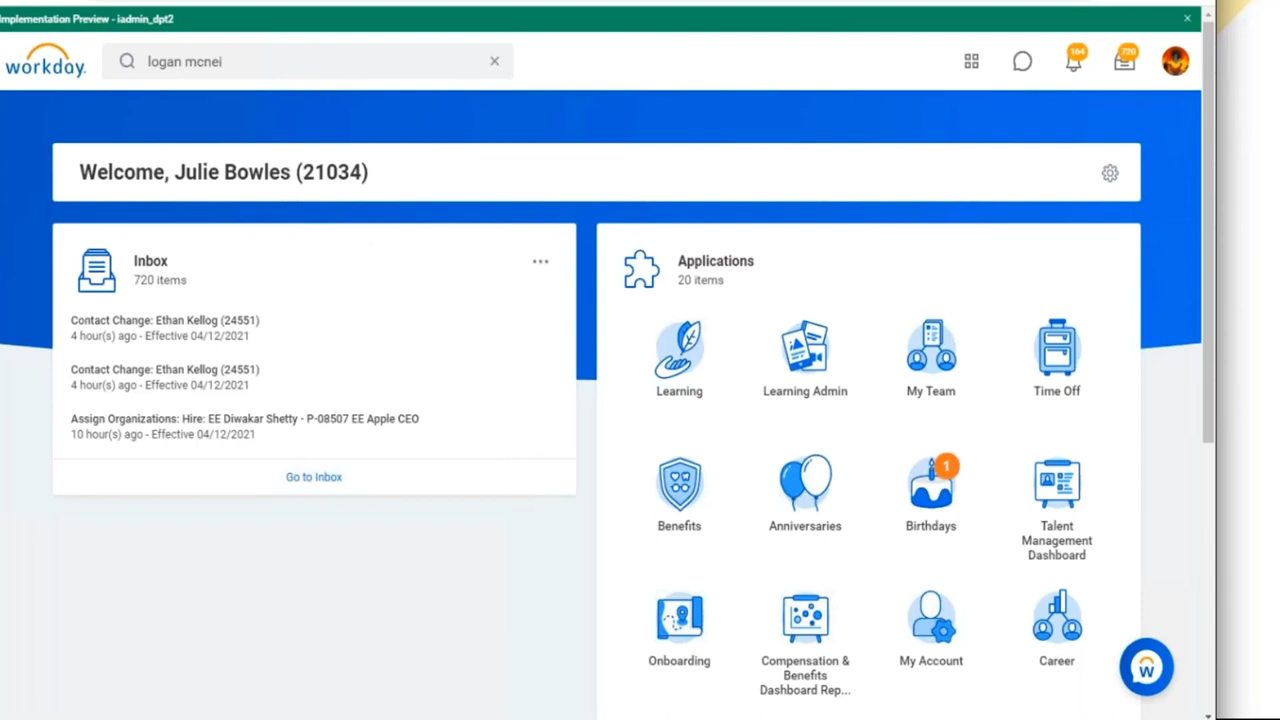 Implementation Preview - iadmin_dpt2
workday.
logan mcnei
164
720
Welcome, Julie Bowles (21034)
Inbox
720 items
Contact Change: Ethan Kellog (24551)
4 hour(s) ago - Effective 04/12/2021
Contact Change: Ethan Kellog (24551)
4 hour(s) ago - Effective 04/12/2021
Assign Organizations: Hire: EE Diwakar Shetty - P-08507 EE Apple CEO
10 hour(s) ago - Effective 04/12/2021
Go to Inbox
Applications
20 items
Learning
Learning Admin
My Team
Time Off
Benefits
Anniversaries
1
Birthdays
Talent
Management
Dashboard
Onboarding
Compensation &
Benefits
Dashboard Rep...
My Account
Career
W